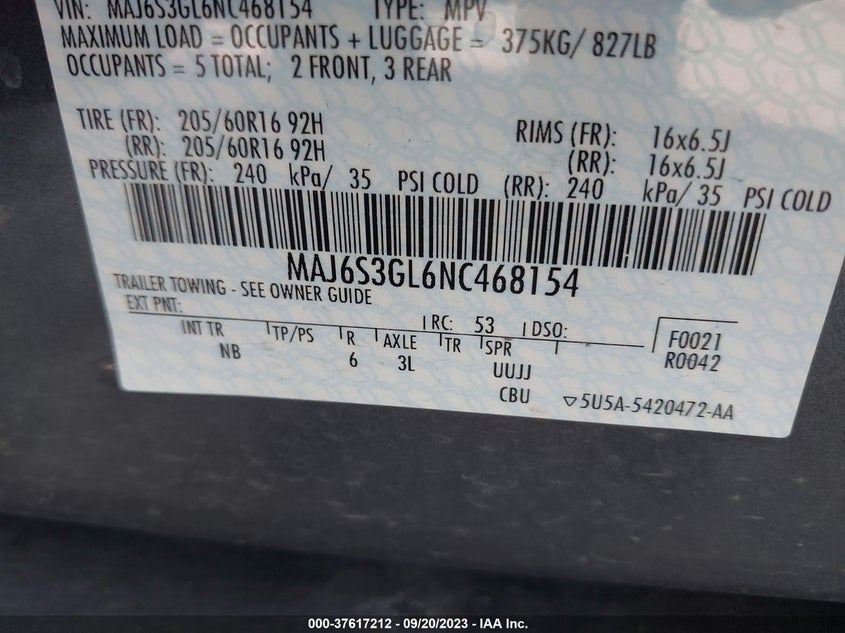 VIN: MAJ6S3GL6NC468154 TYPE: MPV
MAXIMUM LOAD = OCCUPANTS + LUGGAGE = 375KG/ 827LB
OCCUPANTS = 5 TOTAL; 2 FRONT, 3 REAR
TIRE (FR): 205/60R16 92H RIMS (FR): 16x6.5J
(RR): 205/60R16 92H (RR): 16x6.5J
PRESSURE (FR): 240 kPa/ 35 PSI COLD (RR): 240 kPa/ 35 PSI COLD
MAJ6S3GL6NC468154
TRAILER TOWING - SEE OWNER GUIDE
EXT PNT: RC: 53 DSO:
INT TR TP/PS R AXLE TR SPR F0021
NB 6 3L UUJJ R0042
CBU ▽5U5A-5420472-AA
000-37617212 - 09/20/2023 - IAA Inc.